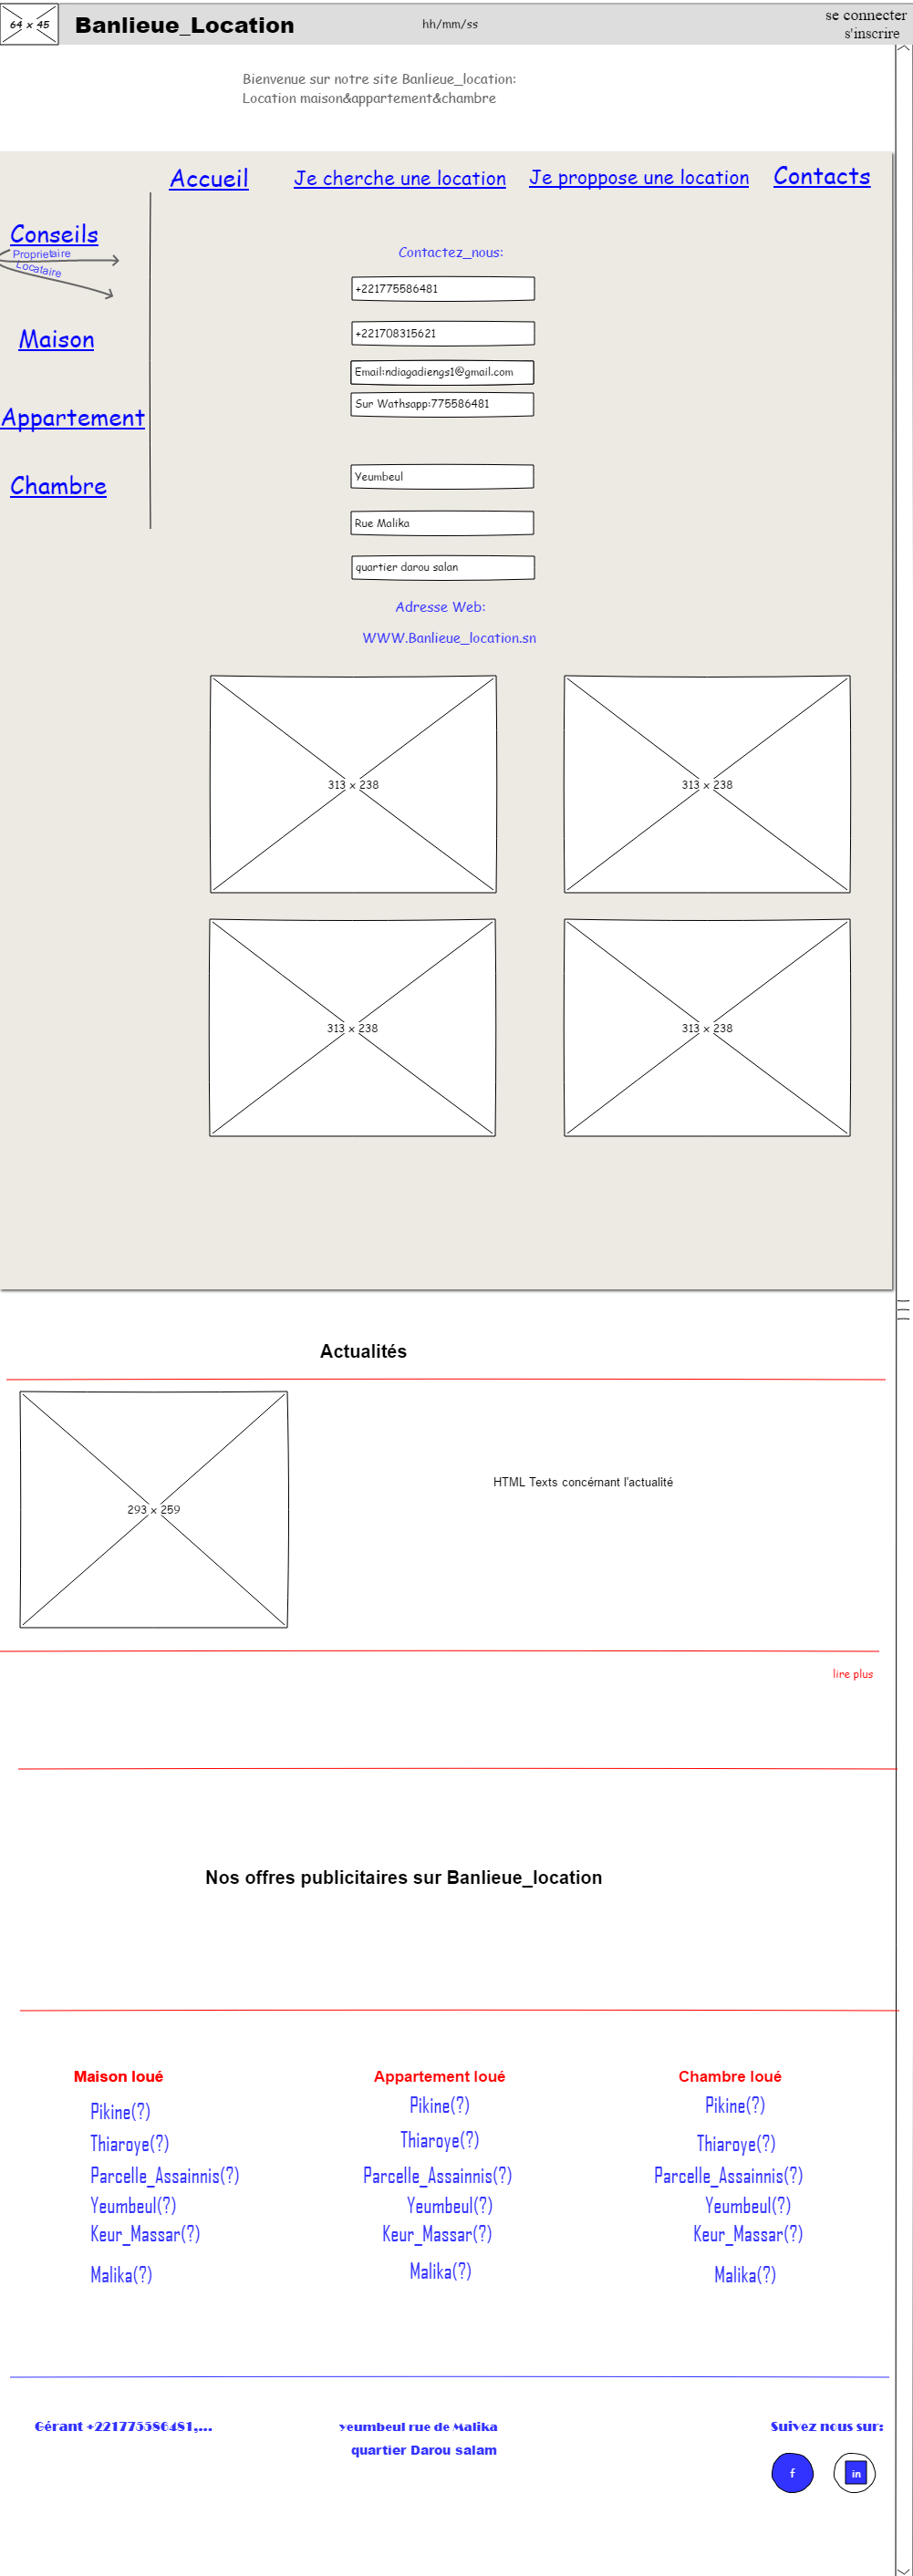 64 x 45
Banlieue_Location
hh/mm/ss
se connecter
s'inscrire
Bienvenue sur notre site Banlieue_location:
Location maison&appartement&chambre
Accueil
Je cherche une location
Je proppose une location
Contacts
Conseils
Proprietaire
Locataire
Maison
Appartement
Chambre
Contactez_nous:
+221775586481
+221708315621
Email:ndiagadiengs1@gmail.com
Sur Wathsapp:775586481
Yeumbeul
Rue Malika
quartier darou salan
Adresse Web:
WWW.Banlieue_location.sn
313 x 238
313 x 238
313 x 238
313 x 238
Actualités
293 x 259
HTML Texts concérnant l'actualité
lire plus
Nos offres publicitaires sur Banlieue_location
Maison loué
Pikine(?)
Thiaroye(?)
Parcelle_Assainnis(?)
Yeumbeul(?)
Keur_Massar(?)
Malika(?)
Appartement loué
Pikine(?)
Thiaroye(?)
Parcelle_Assainnis(?)
Yeumbeul(?)
Keur_Massar(?)
Malika(?)
Chambre loué
Pikine(?)
Thiaroye(?)
Parcelle_Assainnis(?)
Yeumbeul(?)
Keur_Massar(?)
Malika(?)
Gérant +221775586481,...
yeumbeul rue de Malika
quartier Darou salam
Suivez nous sur:
f
in